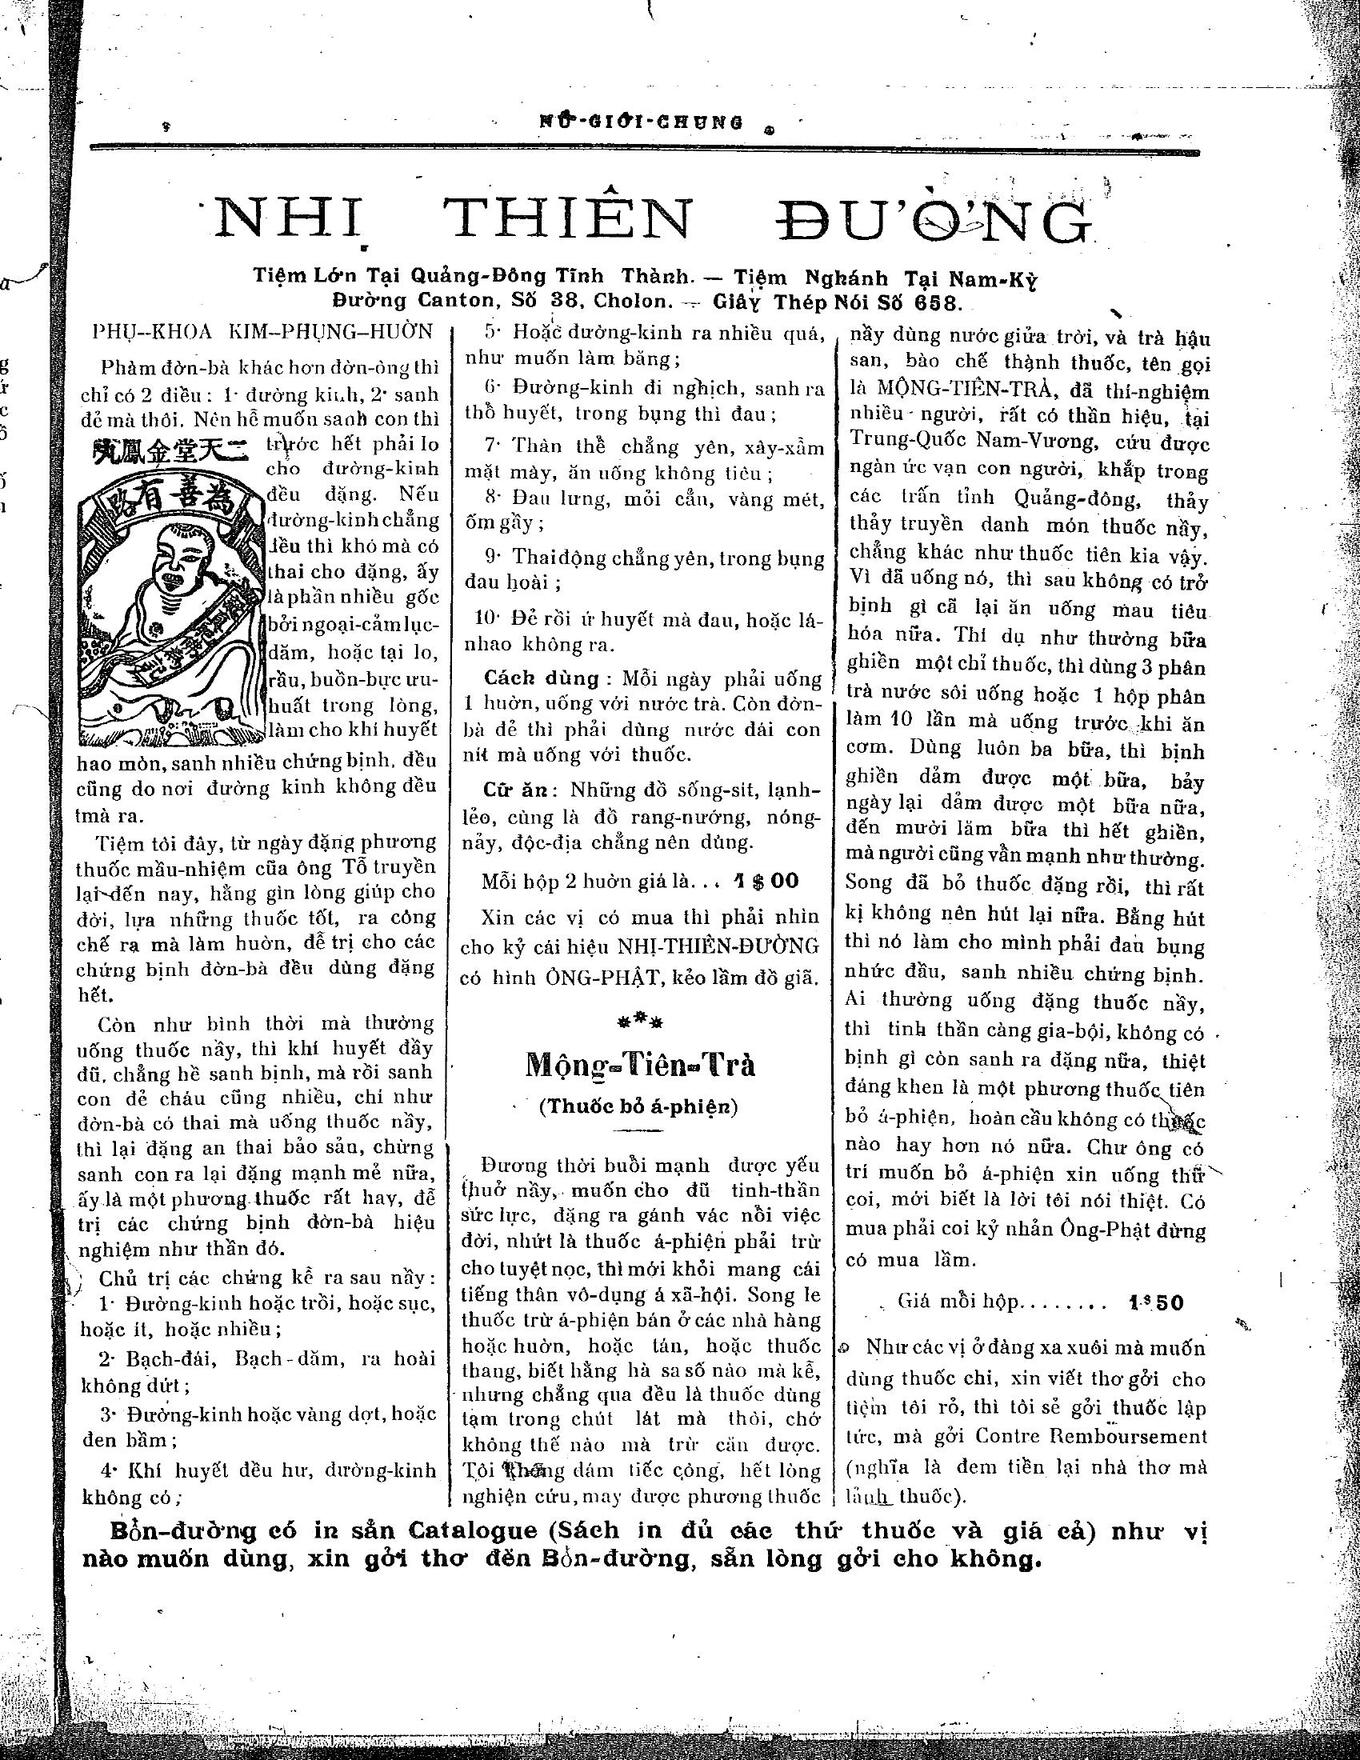 NỮ-GIỚI-CHUNG
NHỊ THIÊN ĐƯỜNG
Tiệm Lớn Tại Quảng-Đông Tĩnh Thành. — Tiệm Nghánh Tại Nam-Kỳ
Đường Canton, Số 38, Cholon. — Giây Thép Nói Số 658.
PHỤ--KHOA KIM--PHỤNG--HUỜN
Phàm đờn-bà khác hơn đờn-ông thì
chỉ có 2 điều : 1· đường kinh, 2· sanh
đẻ mà thôi. Nên hễ muốn sanh con thì
二天堂金鳳丸
為善有路
trước hết phải lo
cho đường-kinh
đều đặng. Nếu
đường-kinh chẳng
đều thì khó mà có
thai cho đặng, ấy
là phần nhiều gốc
bởi ngoại-cảm lục-
dăm, hoặc tại lo,
rầu, buồn-bực ưu-
huất trong lòng,
làm cho khí huyết
hao mòn, sanh nhiều chứng bịnh, đều
cũng do nơi đường kinh không đều
mà ra.
Tiệm tôi đây, từ ngày đặng phương
thuốc mầu-nhiệm cũa ông Tổ truyền
lại đến nay, hằng gìn lòng giúp cho
đời, lựa những thuốc tốt, ra công
chế ra mà làm huờn, để trị cho các
chứng bịnh đờn-bà đều dùng đặng
hết.
Còn như bình thời mà thường
uống thuốc nầy, thì khí huyết đầy
đũ, chẳng hề sanh bịnh, mà rồi sanh
con đẻ cháu cũng nhiều, chí như
đờn-bà có thai mà uống thuốc nầy,
thì lại đặng an thai bảo sản, chừng
sanh con ra lại đặng mạnh mẻ nữa,
ấy là một phương thuốc rất hay, để
trị các chứng bịnh đờn-bà hiệu
nghiệm như thần đó.
Chủ trị các chứng kể ra sau nầy :
1· Đường-kinh hoặc trồi, hoặc sục,
hoặc ít, hoặc nhiều ;
2· Bạch-đái, Bạch-dăm, ra hoài
không dứt ;
3· Đường-kinh hoặc vàng dợt, hoặc
đen bầm ;
4· Khí huyết đều hư, đường-kinh
không có ;
5· Hoặc đường-kinh ra nhiều quá,
như muốn làm băng ;
6· Đường-kinh đi nghịch, sanh ra
thổ huyết, trong bụng thì đau ;
7· Thân thể chẳng yên, xây-xẩm
mặt mày, ăn uống không tiêu ;
8· Đau lưng, mỏi cẳn, vàng mét,
ốm gầy ;
9· Thai động chẳng yên, trong bụng
đau hoài ;
10· Đẻ rồi ứ huyết mà đau, hoặc lá-
nhao không ra.
Cách dùng : Mỗi ngày phải uống
1 huờn, uống với nước trà. Còn đờn-
bà đẻ thì phải dùng nước đái con
nít mà uống với thuốc.
Cữ ăn : Những đồ sống-sít, lạnh-
lẻo, cùng là đồ rang-nướng, nóng-
nảy, độc-địa chẳng nên dùng.
Mỗi hộp 2 huờn giá là... 1 $ 00
Xin các vị có mua thì phải nhìn
cho kỷ cái hiệu NHỊ-THIÊN-ĐƯỜNG
có hình ÔNG-PHẬT, kẻo lầm đồ giã.
***
Mộng-Tiên-Trà
(Thuốc bỏ á-phiện)
Đương thời buổi mạnh được yếu
thuở nầy, muốn cho đũ tinh-thần
sức lực, đặng ra gánh vác nồi việc
đời, nhứt là thuốc á-phiện phải trừ
cho tuyệt nọc, thì mới khỏi mang cái
tiếng thân vô-dụng á xã-hội. Song le
thuốc trừ á-phiện bán ở các nhà hàng
hoặc huờn, hoặc tán, hoặc thuốc
thang, biết hằng hà sa số nào mà kể,
nhưng chẳng qua đều là thuốc dùng
tạm trong chút lát mà thôi, chớ
không thế nào mà trừ căn được.
Tôi không dám tiếc công, hết lòng
nghiện cứu, may được phương thuốc
nầy dùng nước giửa trời, và trà hậu
san, bào chế thành thuốc, tên gọi
là MỘNG-TIÊN-TRÀ, đã thí-nghiệm
nhiều người, rất có thần hiệu, tại
Trung-Quốc Nam-Vương, cứu được
ngàn ức vạn con người, khắp trong
các trấn tỉnh Quảng-đông, thảy
thảy truyền danh món thuốc nầy,
chẳng khác như thuốc tiên kia vậy.
Vì đã uống nó, thì sau không có trở
bịnh gì cã lại ăn uống mau tiêu
hóa nữa. Thí dụ như thường bữa
ghiền một chỉ thuốc, thì dùng 3 phân
trà nước sôi uống hoặc 1 hộp phân
làm 10 lần mà uống trước khi ăn
cơm. Dùng luôn ba bữa, thì bịnh
ghiền dảm được một bữa, bảy
ngày lại dảm được một bữa nữa,
đến mười lăm bữa thì hết ghiền,
mà người cũng vẫn mạnh như thường.
Song đã bỏ thuốc đặng rồi, thì rất
kị không nên hút lại nữa. Bằng hút
thì nó làm cho mình phải đau bụng
nhức đầu, sanh nhiều chứng bịnh.
Ai thường uống đặng thuốc nầy,
thì tinh thần càng gia-bội, không có
bịnh gì còn sanh ra đặng nữa, thiệt
đáng khen là một phương thuốc tiên
bỏ á-phiện, hoàn cầu không có thuốc
nào hay hơn nó nữa. Chư ông có
trí muốn bỏ á-phiện xin uống thử
coi, mới biết là lời tôi nói thiệt. Có
mua phải coi kỷ nhản Ông-Phật đừng
có mua lầm.
Giá mỗi hộp........ 1.$50
Như các vị ở đàng xa xuôi mà muốn
dùng thuốc chi, xin viết thơ gởi cho
tiệm tôi rỏ, thì tôi sẻ gởi thuốc lập
tức, mà gởi Contre Remboursement
(nghĩa là đem tiền lại nhà thơ mà
lảnh thuốc).
Bổn-đường có in sẳn Catalogue (Sách in đủ các thứ thuốc và giá cả) như vị
nào muốn dùng, xin gởi thơ đến Bổn-đường, sẵn lòng gởi cho không.